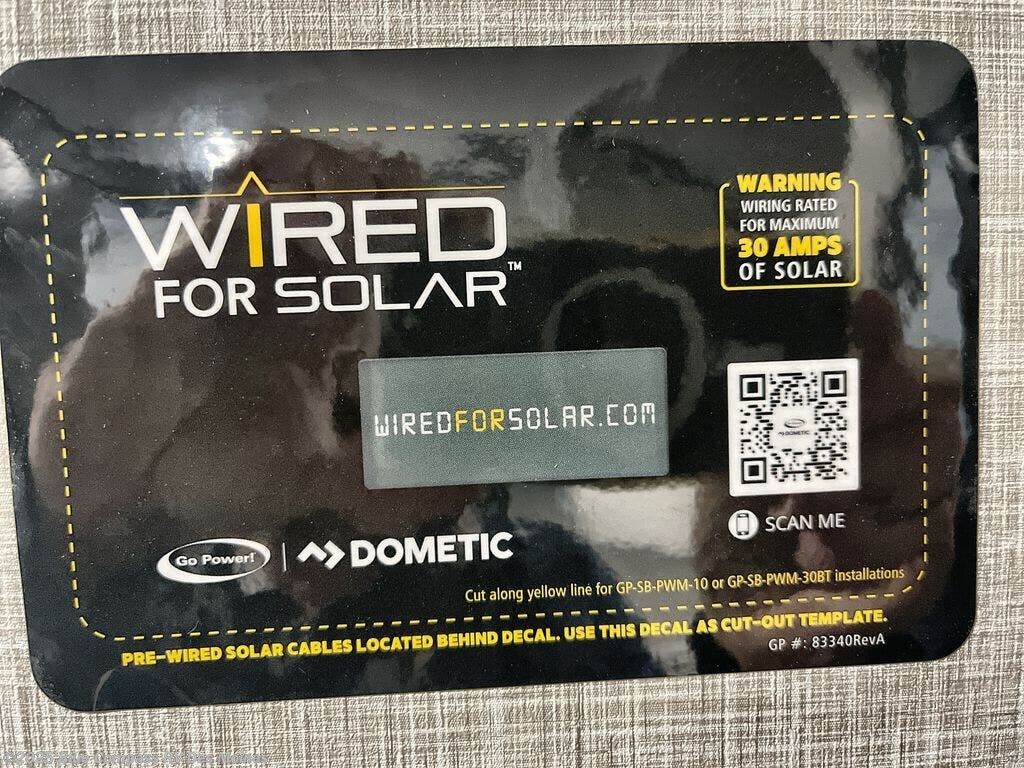 WIRED
FOR SOLAR™
WARNING
WIRING RATED
FOR MAXIMUM
30 AMPS
OF SOLAR
WIREDFORSOLAR.COM
DOMETIC
SCAN ME
Go Power! | DOMETIC
Cut along yellow line for GP-SB-PWM-10 or GP-SB-PWM-30BT installations
PRE-WIRED SOLAR CABLES LOCATED BEHIND DECAL. USE THIS DECAL AS CUT-OUT TEMPLATE.
GP #: 83340RevA